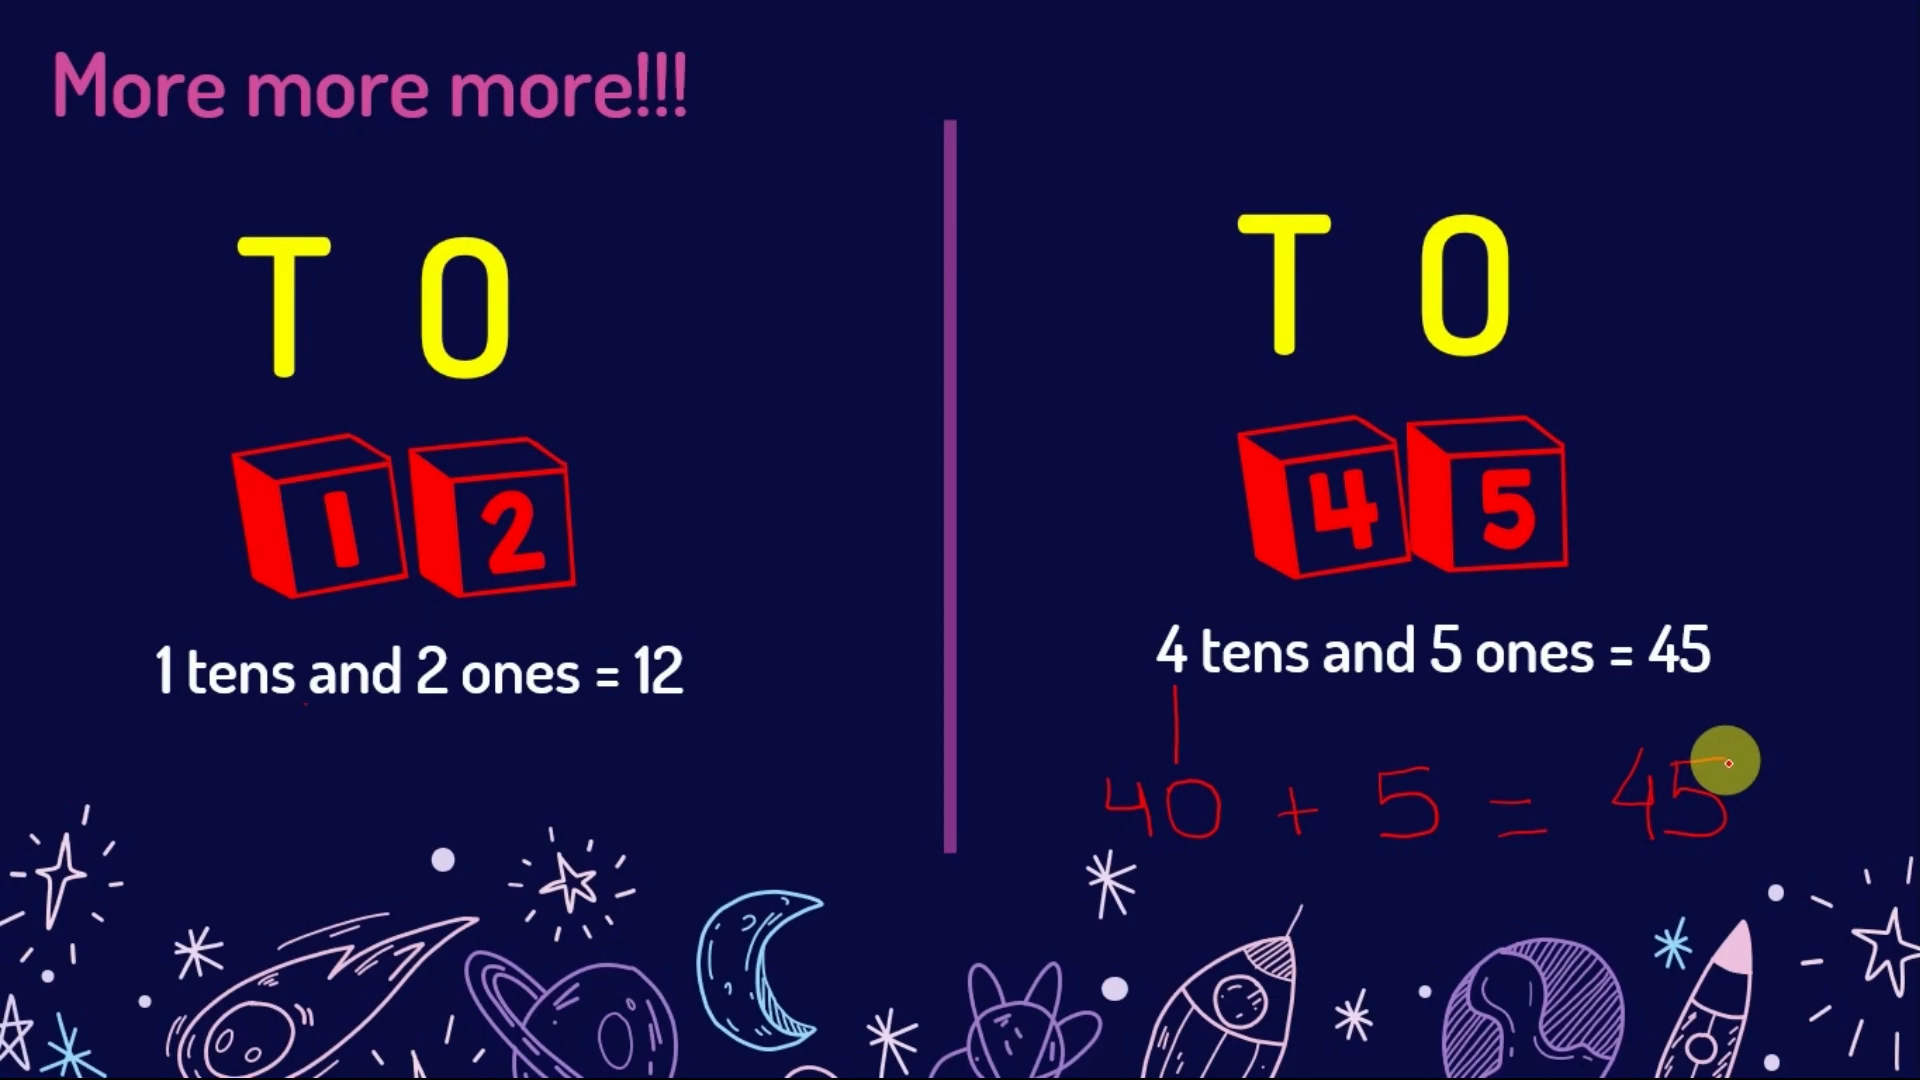 More more more!!!
T O
1 2
1 tens and 2 ones = 12
T O
4 5
4 tens and 5 ones = 45
40 + 5 = 45